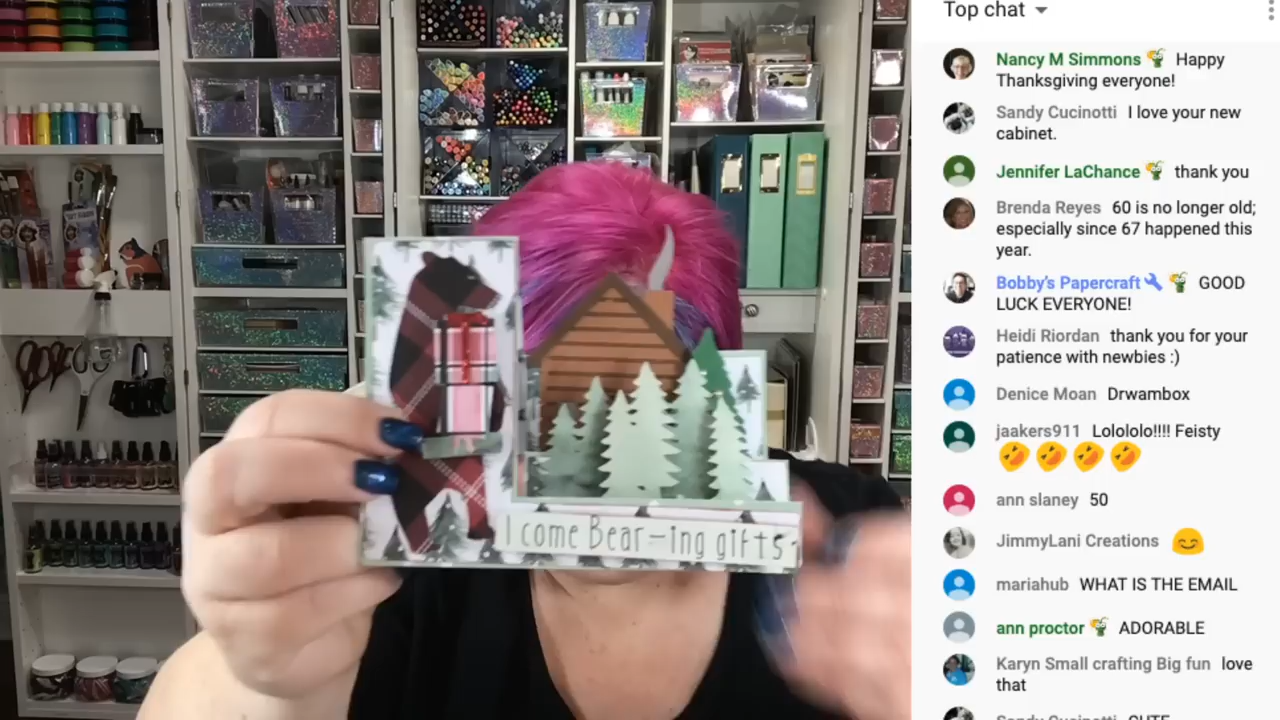 Top chat
Nancy M Simmons Happy
Thanksgiving everyone!
Sandy Cucinotti I love your new
cabinet.
Jennifer LaChance thank you
Brenda Reyes 60 is no longer old;
especially since 67 happened this
year.
Bobby's Papercraft GOOD
LUCK EVERYONE!
Heidi Riordan thank you for your
patience with newbies :)
Denice Moan Drwambox
jaakers911 Lolololo!!!! Feisty
ann slaney 50
JimmyLani Creations
mariahub WHAT IS THE EMAIL
ann proctor ADORABLE
Karyn Small crafting Big fun love
that
Sandy Cucinotti CUTE
I come Bear-ing gifts